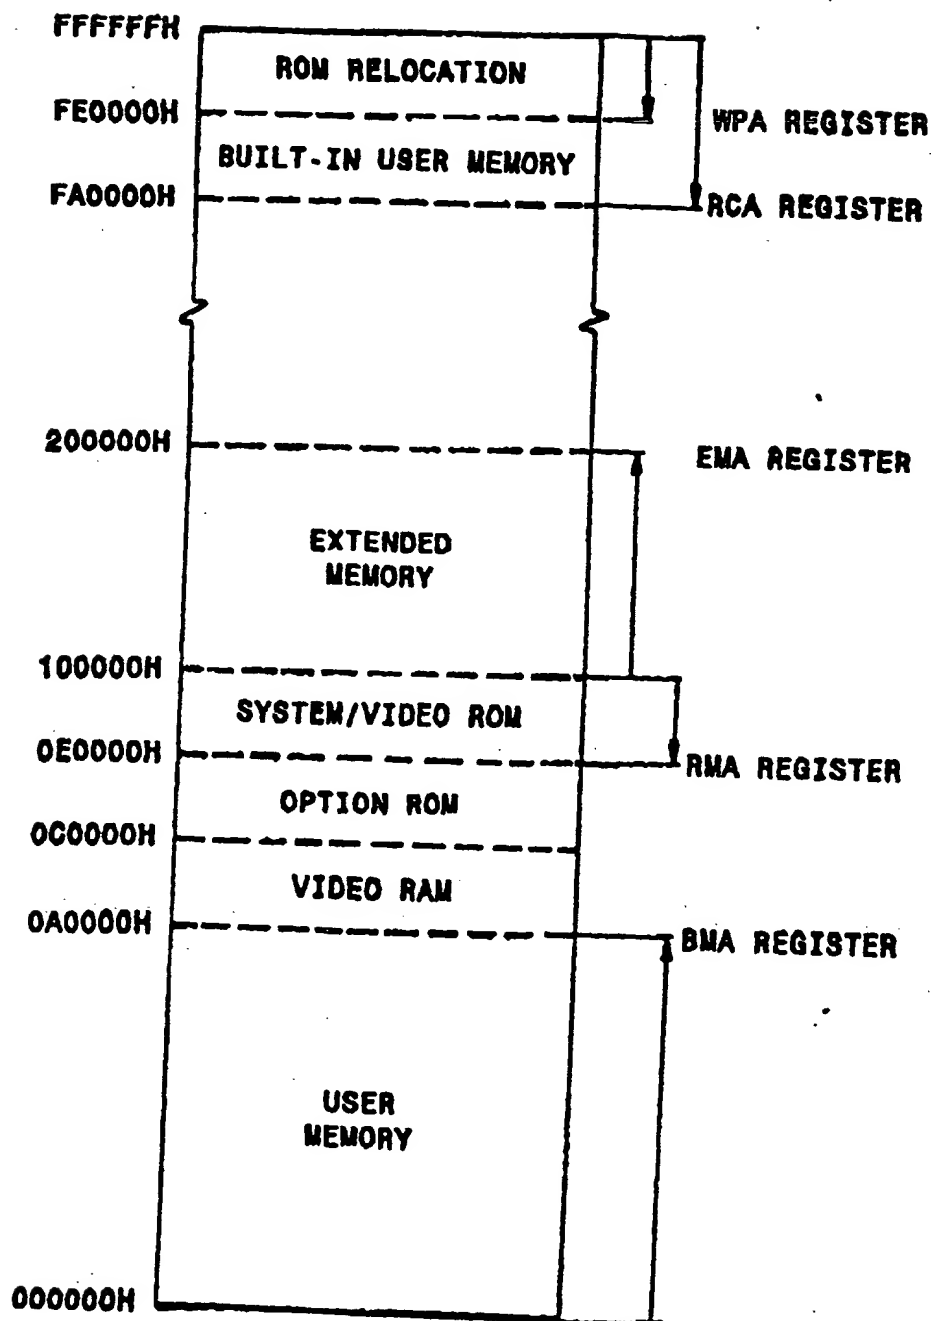 FFFFFFH
ROM RELOCATION
FE0000H
WPA REGISTER
BUILT-IN USER MEMORY
FA0000H
RCA REGISTER
200000H
EMA REGISTER
EXTENDED
MEMORY
100000H
SYSTEM/VIDEO ROM
0E0000H
RMA REGISTER
OPTION ROM
0C0000H
VIDEO RAM
0A0000H
BMA REGISTER
USER
MEMORY
000000H